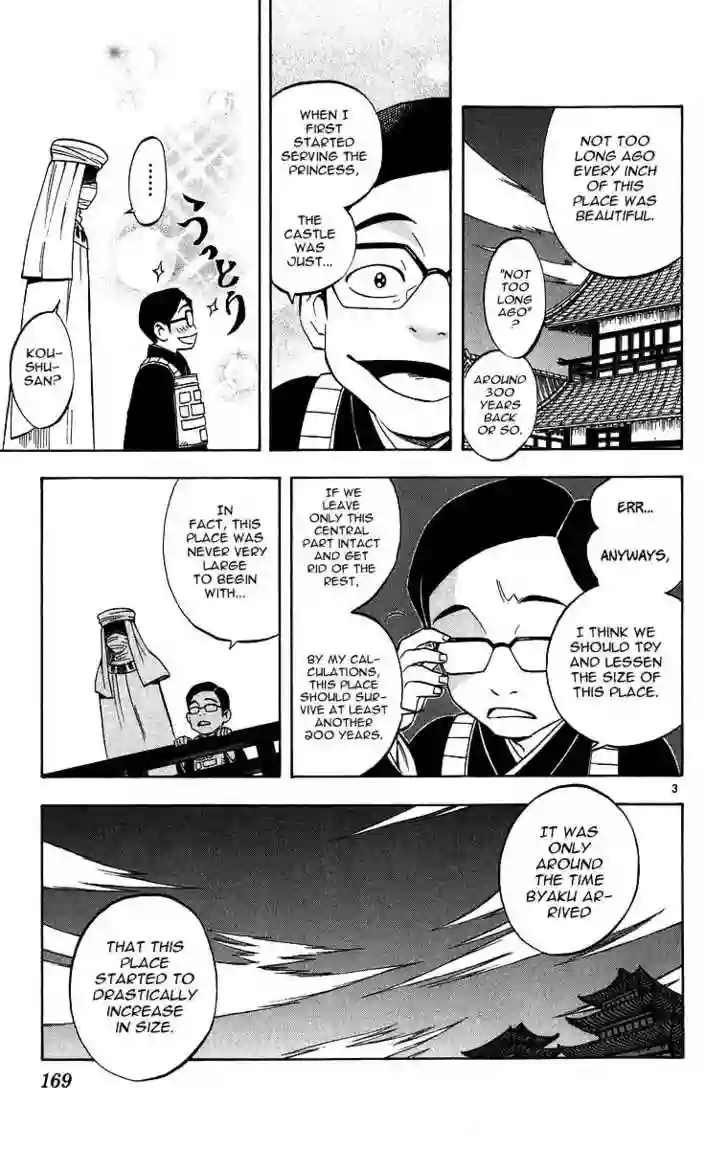 NOT TOO
LONG AGO
EVERY INCH
OF THIS
PLACE WAS
BEAUTIFUL.
"NOT
TOO
LONG
AGO"
?
AROUND
300
YEARS
BACK
OR SO.
WHEN I
FIRST
STARTED
SERVING THE
PRINCESS,
THE
CASTLE
WAS
JUST...
......
うっとり
KOU-
SHU-
SAN?
ERR...
ANYWAYS,
I THINK WE
SHOULD TRY
AND LESSEN
THE SIZE OF
THIS PLACE.
IF WE
LEAVE
ONLY THIS
CENTRAL
PART INTACT
AND GET
RID OF THE
REST,
BY MY CAL-
CULATIONS,
THIS PLACE
SHOULD SUR-
VIVE AT LEAST
ANOTHER
200 YEARS.
IN
FACT, THIS
PLACE WAS
NEVER VERY
LARGE
TO BEGIN
WITH...
3
IT WAS
ONLY
AROUND
THE TIME
BYAKU AR-
RIVED
THAT THIS
PLACE
STARTED TO
DRASTICALLY
INCREASE
IN SIZE.
169